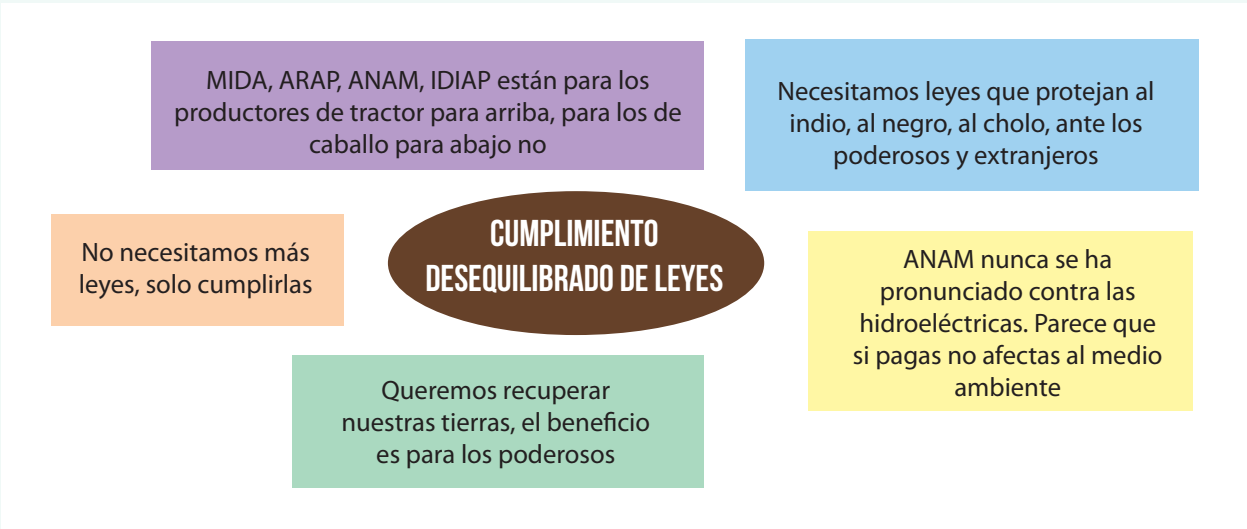 MIDA, ARAP, ANAM, IDIAP están para los
productores de tractor para arriba, para los de
caballo para abajo no
Necesitamos leyes que protejan al
indio, al negro, al cholo, ante los
poderosos y extranjeros
No necesitamos más
leyes, solo cumplirlas
CUMPLIMIENTO
DESEQUILIBRADO DE LEYES
ANAM nunca se ha
pronunciado contra las
hidroeléctricas. Parece que
si pagas no afectas al medio
ambiente
Queremos recuperar
nuestras tierras, el beneficio
es para los poderosos